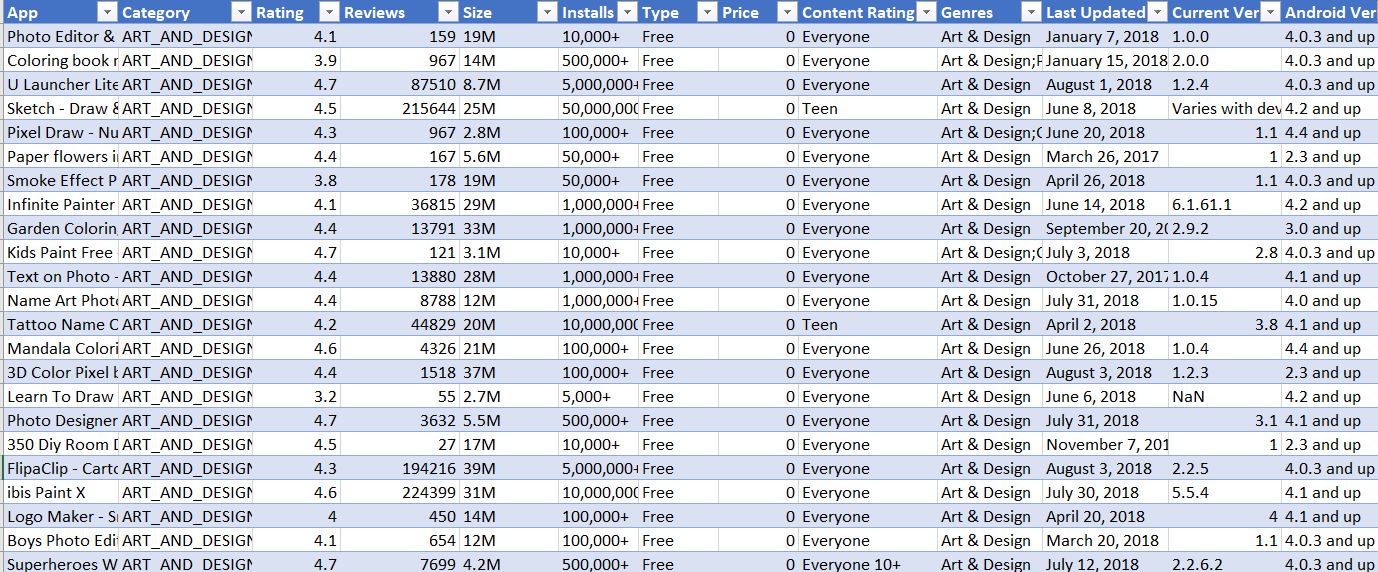 App Category Rating Reviews Size Installs Type Price Content Rating Genres Last Updated Current Ver Android Ver
Photo Editor & ART_AND_DESIGN 4.1 159 19M 10,000+ Free 0 Everyone Art & Design January 7, 2018 1.0.0 4.0.3 and up
Coloring book ART_AND_DESIGN 3.9 967 14M 500,000+ Free 0 Everyone Art & Design; January 15, 2018 2.0.0 4.0.3 and up
U Launcher Lite ART_AND_DESIGN 4.7 87510 8.7M 5,000,000+ Free 0 Everyone Art & Design August 1, 2018 1.2.4 4.0.3 and up
Sketch - Draw & ART_AND_DESIGN 4.5 215644 25M 50,000,000 Free 0 Teen Art & Design June 8, 2018 Varies with dev 4.2 and up
Pixel Draw - Nu ART_AND_DESIGN 4.3 967 2.8M 100,000+ Free 0 Everyone Art & Design; June 20, 2018 1.1 4.4 and up
Paper flowers ART_AND_DESIGN 4.4 167 5.6M 50,000+ Free 0 Everyone Art & Design March 26, 2017 1 2.3 and up
Smoke Effect P ART_AND_DESIGN 3.8 178 19M 50,000+ Free 0 Everyone Art & Design April 26, 2018 1.1 4.0.3 and up
Infinite Painter ART_AND_DESIGN 4.1 36815 29M 1,000,000+ Free 0 Everyone Art & Design June 14, 2018 6.1.61.1 4.2 and up
Garden Colorin ART_AND_DESIGN 4.4 13791 33M 1,000,000+ Free 0 Everyone Art & Design September 20, 2.9.2 3.0 and up
Kids Paint Free ART_AND_DESIGN 4.7 121 3.1M 10,000+ Free 0 Everyone Art & Design; July 3, 2018 2.8 4.0.3 and up
Text on Photo - ART_AND_DESIGN 4.4 13880 28M 1,000,000+ Free 0 Everyone Art & Design October 27, 2017 1.0.4 4.1 and up
Name Art Phot ART_AND_DESIGN 4.4 8788 12M 1,000,000+ Free 0 Everyone Art & Design July 31, 2018 1.0.15 4.0 and up
Tattoo Name C ART_AND_DESIGN 4.2 44829 20M 10,000,000 Free 0 Teen Art & Design April 2, 2018 3.8 4.1 and up
Mandala Colori ART_AND_DESIGN 4.6 4326 21M 100,000+ Free 0 Everyone Art & Design June 26, 2018 1.0.4 4.4 and up
3D Color Pixel ART_AND_DESIGN 4.4 1518 37M 100,000+ Free 0 Everyone Art & Design August 3, 2018 1.2.3 2.3 and up
Learn To Draw ART_AND_DESIGN 3.2 55 2.7M 5,000+ Free 0 Everyone Art & Design June 6, 2018 NaN 4.2 and up
Photo Designer ART_AND_DESIGN 4.7 3632 5.5M 500,000+ Free 0 Everyone Art & Design July 31, 2018 3.1 4.1 and up
350 Diy Room ART_AND_DESIGN 4.5 27 17M 10,000+ Free 0 Everyone Art & Design November 7, 201 1 2.3 and up
FlipaClip - Carto ART_AND_DESIGN 4.3 194216 39M 5,000,000+ Free 0 Everyone Art & Design August 3, 2018 2.2.5 4.0.3 and up
ibis Paint X ART_AND_DESIGN 4.6 224399 31M 10,000,000 Free 0 Everyone Art & Design July 30, 2018 5.5.4 4.1 and up
Logo Maker - S ART_AND_DESIGN 4 450 14M 100,000+ Free 0 Everyone Art & Design April 20, 2018 4 4.1 and up
Boys Photo Edi ART_AND_DESIGN 4.1 654 12M 100,000+ Free 0 Everyone Art & Design March 20, 2018 1.1 4.0.3 and up
Superheroes W ART_AND_DESIGN 4.7 7699 4.2M 500,000+ Free 0 Everyone 10+ Art & Design July 12, 2018 2.2.6.2 4.0.3 and up